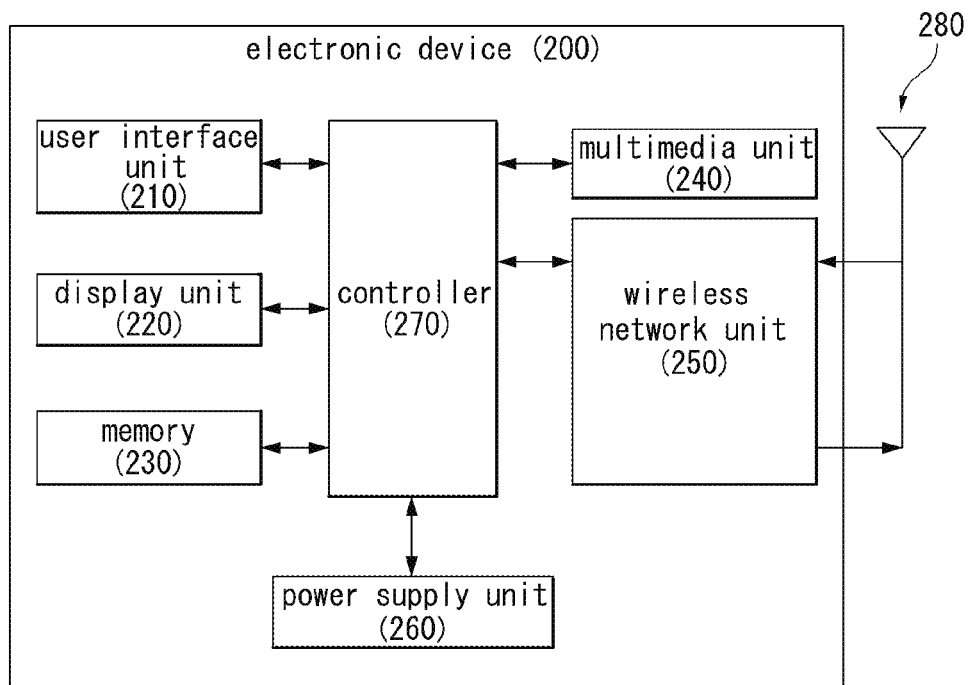 280
electronic device (200)
user interface
unit
(210)
multimedia unit
(240)
display unit
(220)
controller
(270)
wireless
network unit
(250)
memory
(230)
power supply unit
(260)